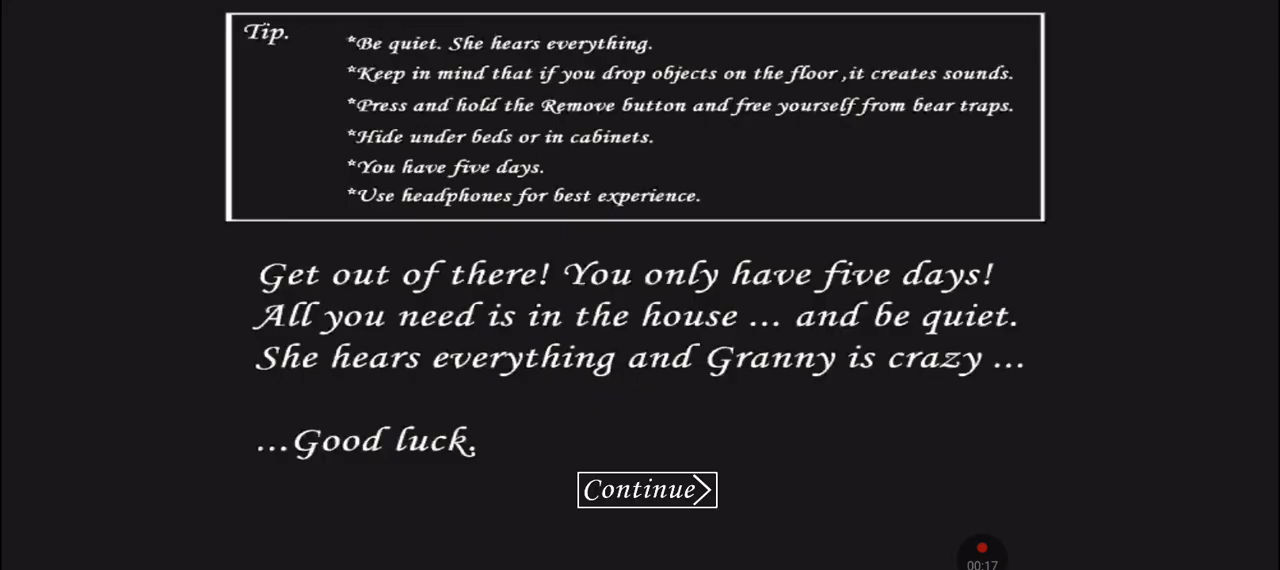 Tip.
*Be quiet. She hears everything.
*Keep in mind that if you drop objects on the floor ,it creates sounds.
*Press and hold the Remove button and free yourself from bear traps.
*Hide under beds or in cabinets.
*You have five days.
*Use headphones for best experience.
Get out of there! You only have five days!
All you need is in the house ... and be quiet.
She hears everything and Granny is crazy ...
...Good luck.
Continue
00:17